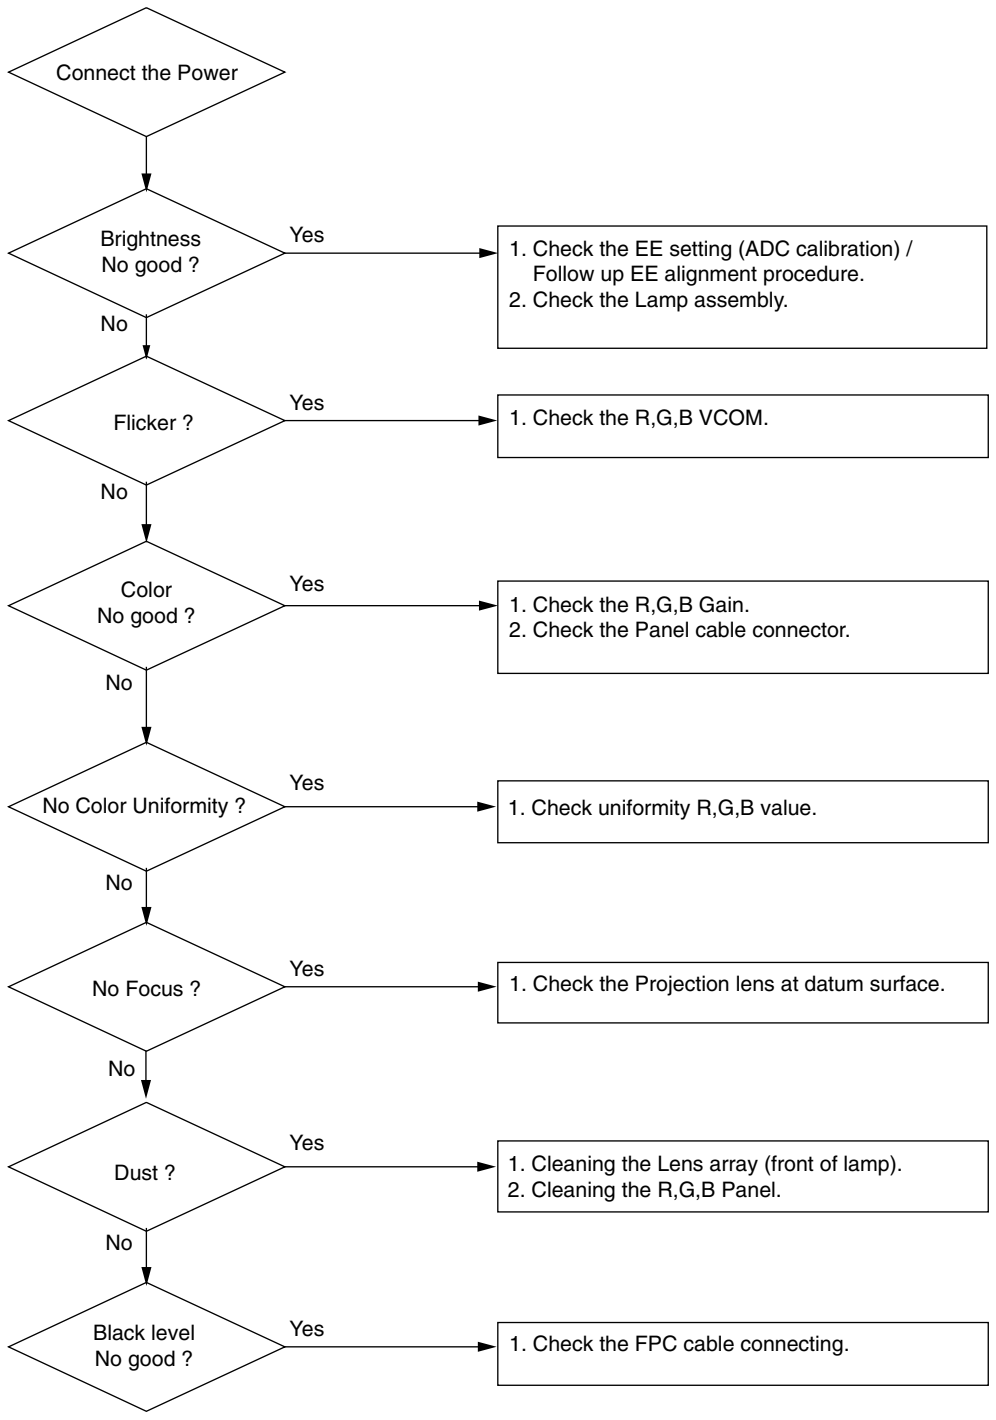 Connect the Power
Brightness
No good ?
Yes
1. Check the EE setting (ADC calibration) /
Follow up EE alignment procedure.
2. Check the Lamp assembly.
No
Flicker ?
Yes
1. Check the R,G,B VCOM.
No
Color
No good ?
Yes
1. Check the R,G,B Gain.
2. Check the Panel cable connector.
No
No Color Uniformity ?
Yes
1. Check uniformity R,G,B value.
No
No Focus ?
Yes
1. Check the Projection lens at datum surface.
No
Dust ?
Yes
1. Cleaning the Lens array (front of lamp).
2. Cleaning the R,G,B Panel.
No
Black level
No good ?
Yes
1. Check the FPC cable connecting.